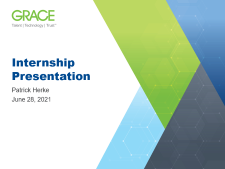 GRACE
Talent | Technology | Trust™
Internship
Presentation
Patrick Herke
June 28, 2021